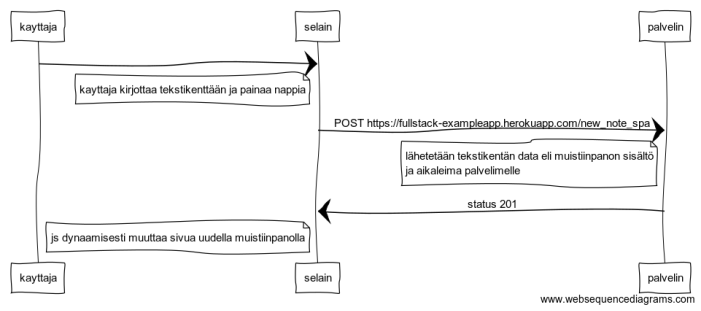 kayttaja
selain
palvelin
kayttaja kirjottaa tekstikenttään ja painaa nappia
POST https://fullstack-exampleapp.herokuapp.com/new_note_spa
lähetetään tekstikentän data eli muistiinpanon sisältö
ja aikaleima palvelimelle
status 201
js dynaamisesti muuttaa sivua uudella muistiinpanolla
kayttaja
selain
palvelin
www.websequencediagrams.com